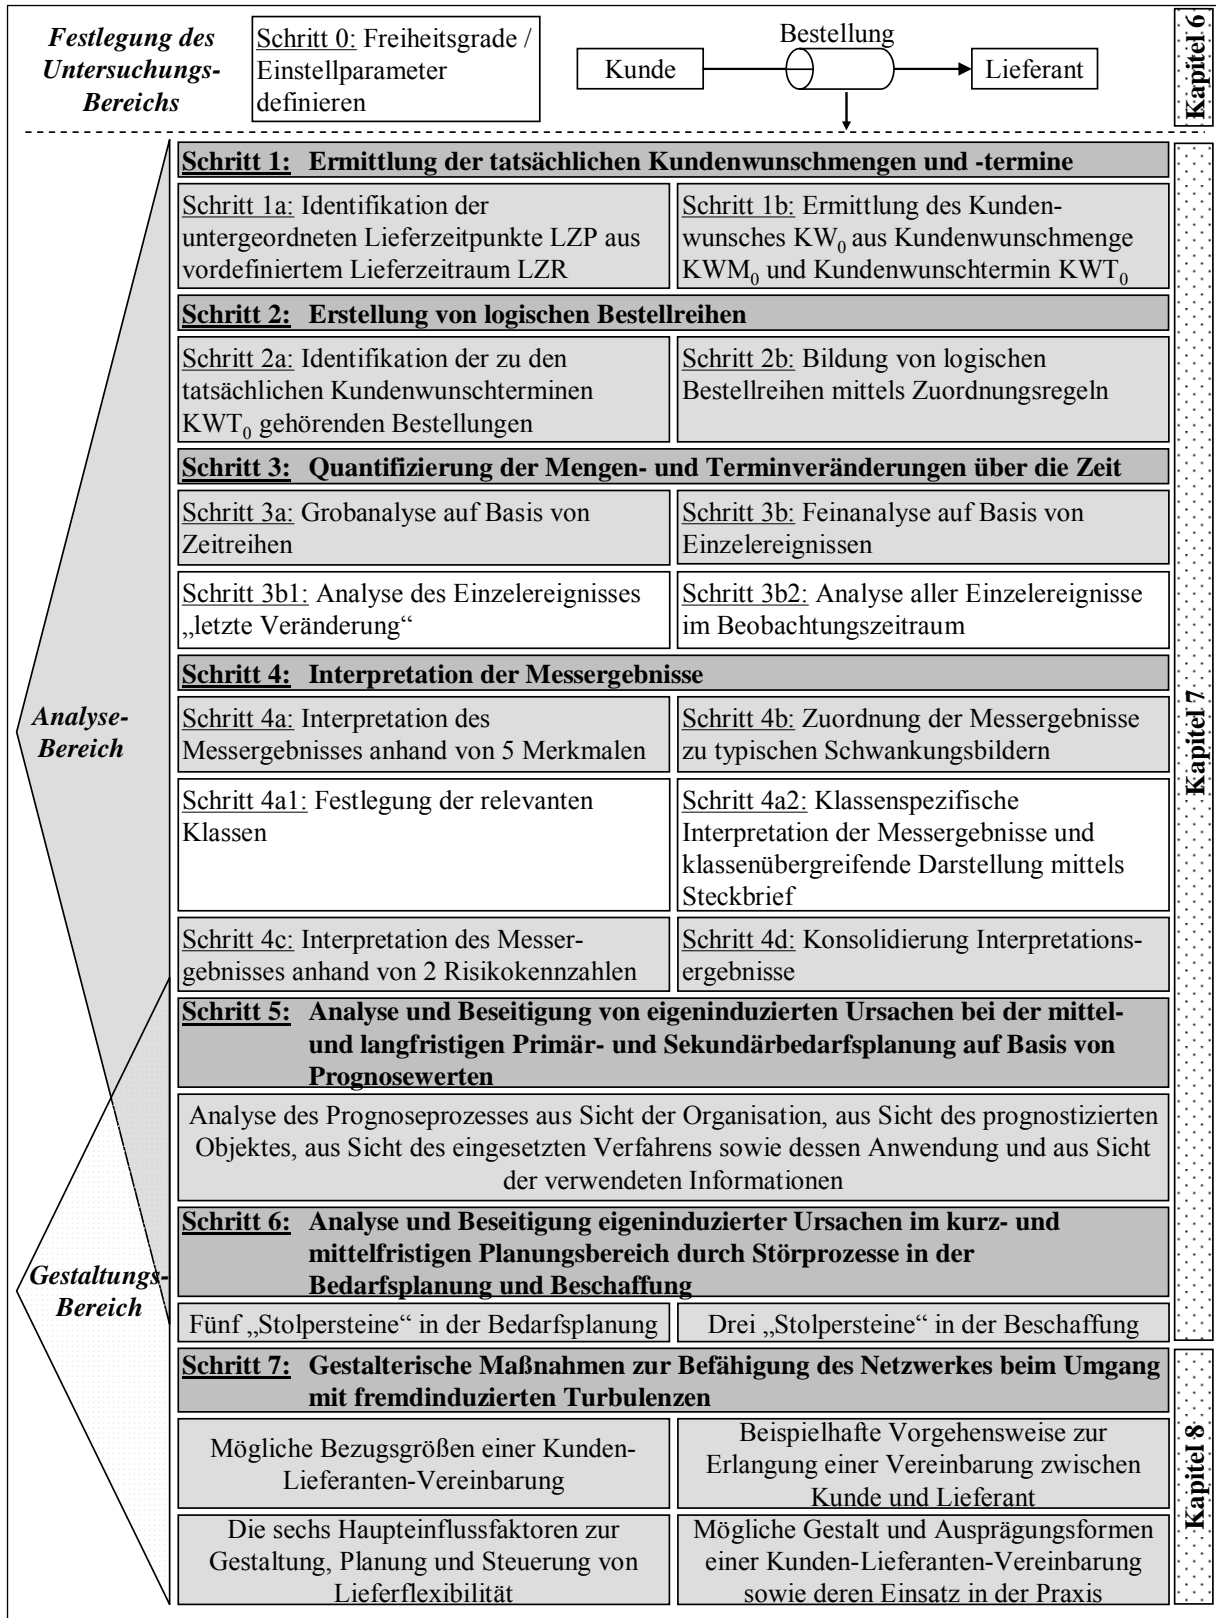 Festlegung des
Untersuchungs-
Bereichs
Schritt 0: Freiheitsgrade /
Einstellparameter
definieren
Bestellung
Kunde
Lieferant
Kapitel 6
Schritt 1: Ermittlung der tatsächlichen Kundenwunschmengen und -termine
Schritt 1a: Identifikation der
untergeordneten Lieferzeitpunkte LZP aus
vordefiniertem Lieferzeitraum LZR
Schritt 1b: Ermittlung des Kunden-
wunsches KW₀ aus Kundenwunschmenge
KWM₀ und Kundenwunschtermin KWT₀
Schritt 2: Erstellung von logischen Bestellreihen
Schritt 2a: Identifikation der zu den
tatsächlichen Kundenwunschterminen
KWT₀ gehörenden Bestellungen
Schritt 2b: Bildung von logischen
Bestellreihen mittels Zuordnungsregeln
Schritt 3: Quantifizierung der Mengen- und Terminveränderungen über die Zeit
Schritt 3a: Grobanalyse auf Basis von
Zeitreihen
Schritt 3b: Feinanalyse auf Basis von
Einzelereignissen
Schritt 3b1: Analyse des Einzelereignisses
„letzte Veränderung“
Schritt 3b2: Analyse aller Einzelereignisse
im Beobachtungszeitraum
Schritt 4: Interpretation der Messergebnisse
Analyse-
Bereich
Schritt 4a: Interpretation des
Messergebnisses anhand von 5 Merkmalen
Schritt 4b: Zuordnung der Messergebnisse
zu typischen Schwankungsbildern
Kapitel 7
Schritt 4a1: Festlegung der relevanten
Klassen
Schritt 4a2: Klassenspezifische
Interpretation der Messergebnisse und
klassenübergreifende Darstellung mittels
Steckbrief
Schritt 4c: Interpretation des Messer-
gebnisses anhand von 2 Risikokennzahlen
Schritt 4d: Konsolidierung Interpretations-
ergebnisse
Schritt 5: Analyse und Beseitigung von eigeninduzierten Ursachen bei der mittel-
und langfristigen Primär- und Sekundärbedarfsplanung auf Basis von
Prognosewerten
Analyse des Prognoseprozesses aus Sicht der Organisation, aus Sicht des prognostizierten
Objektes, aus Sicht des eingesetzten Verfahrens sowie dessen Anwendung und aus Sicht
der verwendeten Informationen
Schritt 6: Analyse und Beseitigung eigeninduzierter Ursachen im kurz- und
mittelfristigen Planungsbereich durch Störprozesse in der
Bedarfsplanung und Beschaffung
Gestaltungs-
Bereich
Fünf „Stolpersteine“ in der Bedarfsplanung
Drei „Stolpersteine“ in der Beschaffung
Schritt 7: Gestalterische Maßnahmen zur Befähigung des Netzwerkes beim Umgang
mit fremdinduzierten Turbulenzen
Mögliche Bezugsgrößen einer Kunden-
Lieferanten-Vereinbarung
Beispielhafte Vorgehensweise zur
Erlangung einer Vereinbarung zwischen
Kunde und Lieferant
Kapitel 8
Die sechs Haupteinflussfaktoren zur
Gestaltung, Planung und Steuerung von
Lieferflexibilität
Mögliche Gestalt und Ausprägungsformen
einer Kunden-Lieferanten-Vereinbarung
sowie deren Einsatz in der Praxis